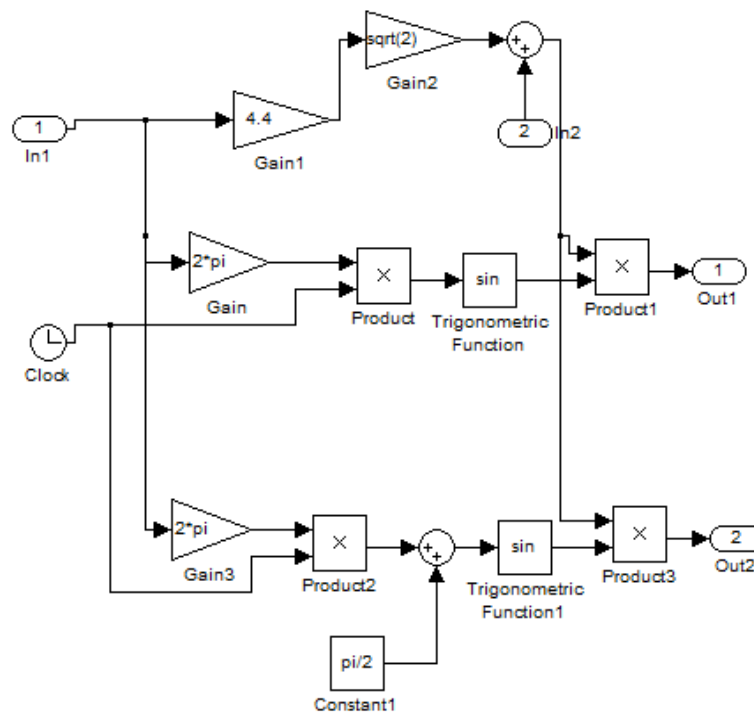 sqrt(2)
+
+
Gain2
1
4.4
2
In2
In1
Gain1
2*pi
×
sin
×
1
Gain
Product
Trigonometric
Function
Product1
Out1
Clock
2*pi
×
+
+
sin
×
2
Gain3
Product2
Trigonometric
Function1
Product3
Out2
pi/2
Constant1